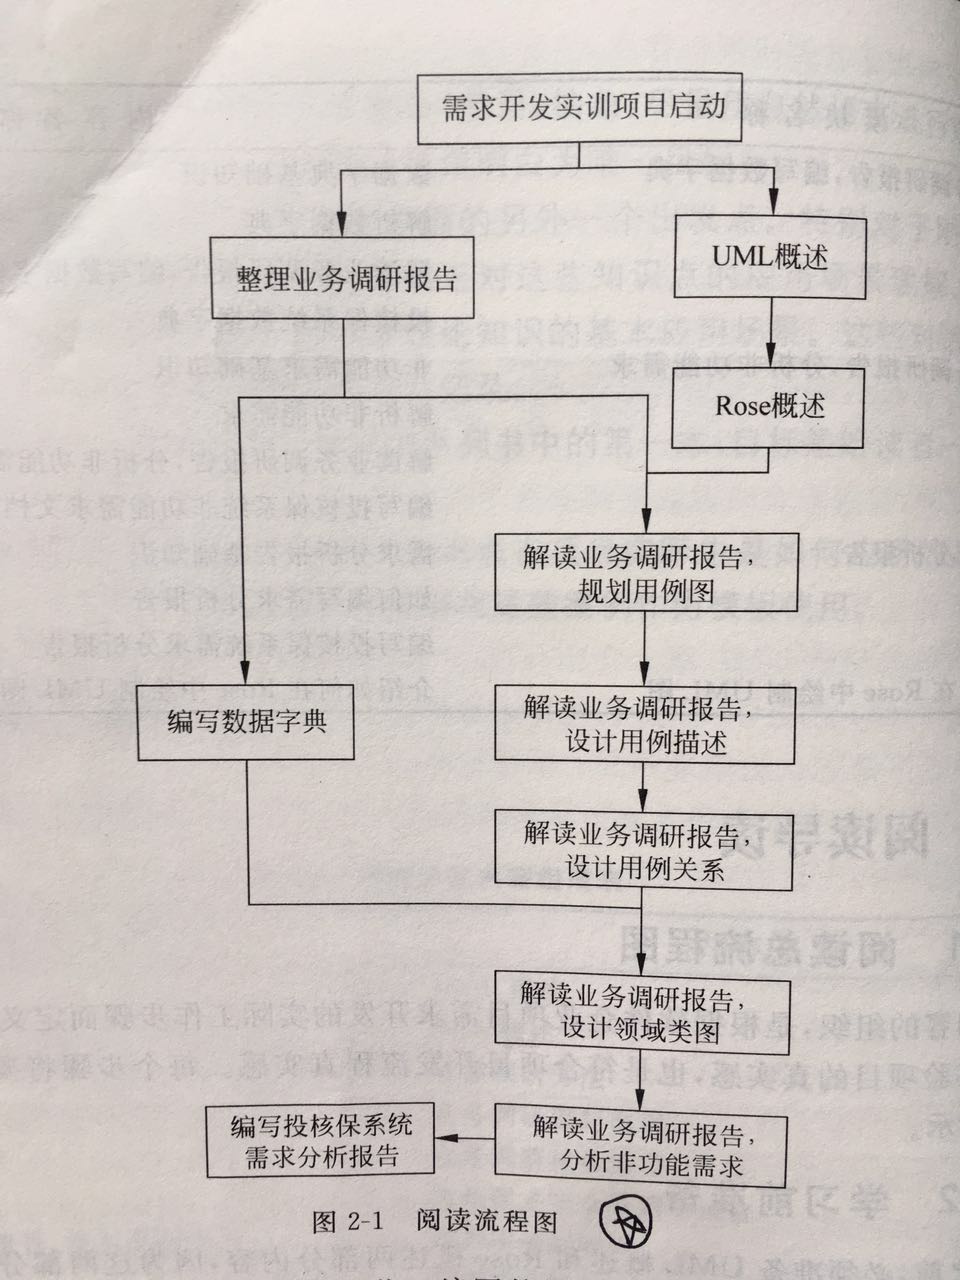 需求开发实训项目启动
整理业务调研报告
UML概述
Rose概述
解读业务调研报告，
规划用例图
编写数据字典
解读业务调研报告，
设计用例描述
解读业务调研报告，
设计用例关系
解读业务调研报告，
设计领域类图
编写投核保系统
需求分析报告
解读业务调研报告，
分析非功能需求
图 2-1 阅读流程图